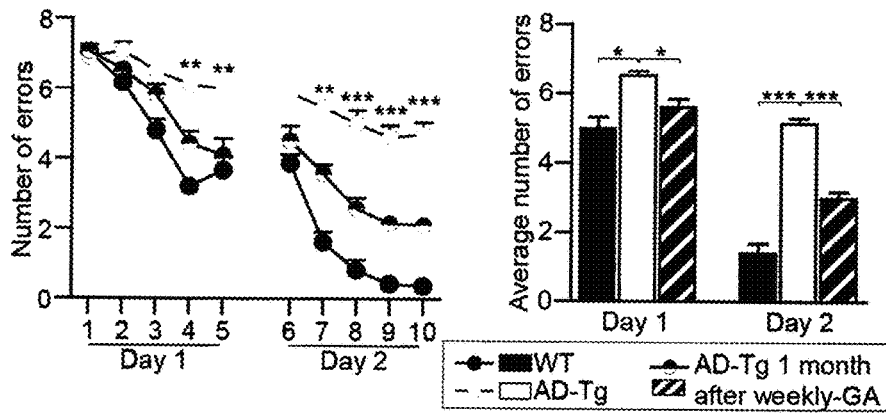 8
6
4
2
0
Number of errors
** **
** *** *** ***
1 2 3 4 5
6 7 8 9 10
Day 1
Day 2
8
6
4
2
0
Average number of errors
* *
*** ***
Day 1 Day 2
WT
AD-Tg
AD-Tg 1 month
after weekly-GA